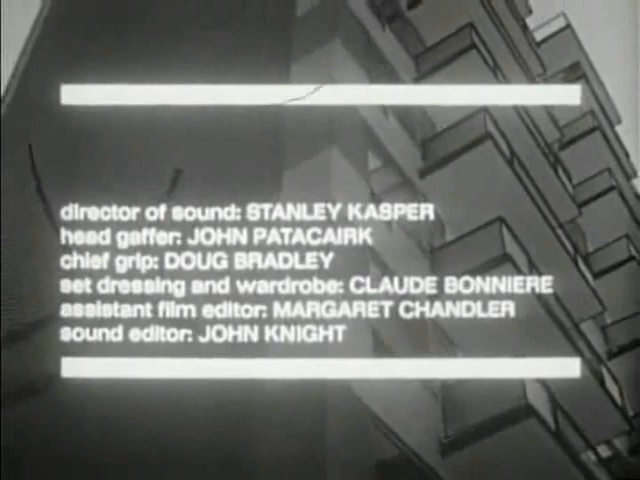 director of sound: STANLEY KASPER
head gaffer: JOHN PATACAIRK
chief grip: DOUG BRADLEY
set dressing and wardrobe: CLAUDE BONNIERE
assistant film editor: MARGARET CHANDLER
sound editor: JOHN KNIGHT